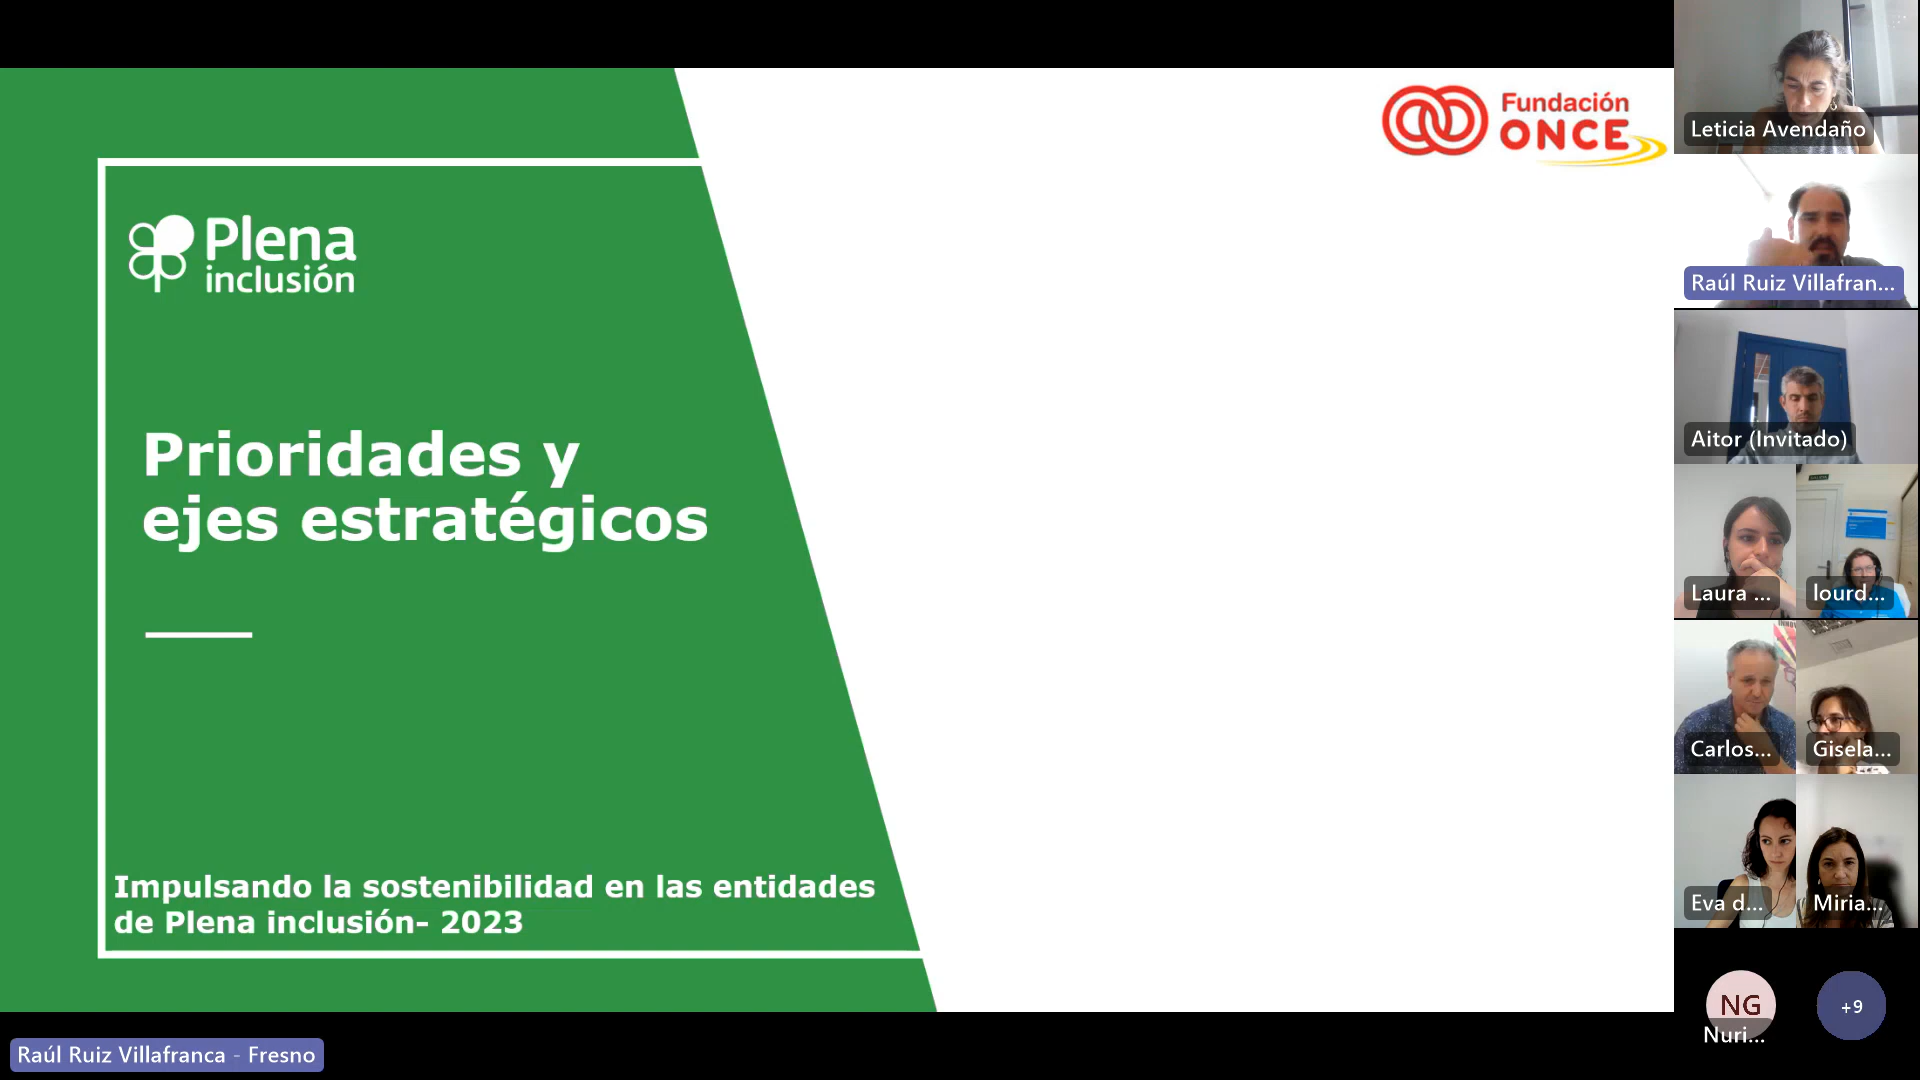 Fundación
ONCE
Plena
inclusión
Prioridades y
ejes estratégicos
Impulsando la sostenibilidad en las entidades
de Plena inclusión- 2023
Raúl Ruiz Villafranca - Fresno
Leticia Avendaño
Raúl Ruiz Villafran...
Aitor (Invitado)
Laura ...
lourd...
Carlos...
Gisela...
Eva d...
Miria...
NG
Nuri...
+9